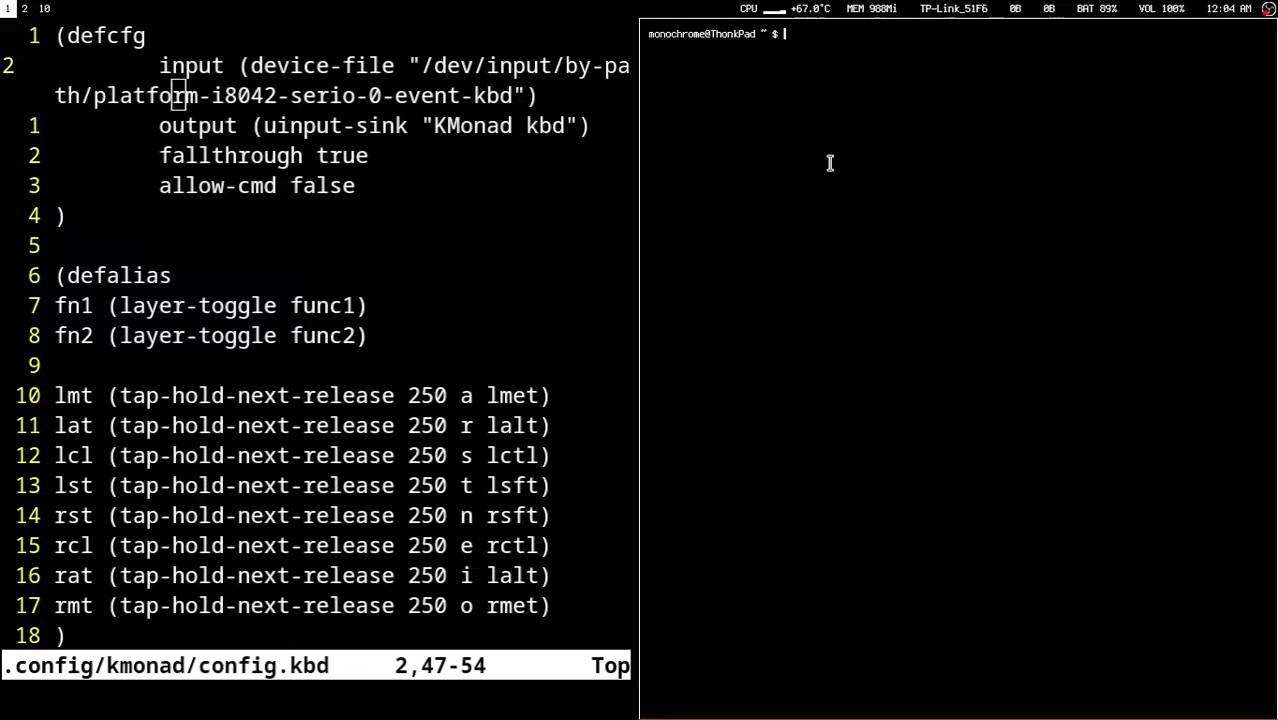 1 2 10
CPU +67.0°C MEM 988Mi TP-Link_51F6 0B 0B BAT 89% VOL 100% 12:04 AM
1 (defcfg
2 input (device-file "/dev/input/by-pa
th/platform-i8042-serio-0-event-kbd")
1 output (uinput-sink "KMonad kbd")
2 fallthrough true
3 allow-cmd false
4 )
5
6 (defalias
7 fn1 (layer-toggle func1)
8 fn2 (layer-toggle func2)
9
10 lmt (tap-hold-next-release 250 a lmet)
11 lat (tap-hold-next-release 250 r lalt)
12 lcl (tap-hold-next-release 250 s lctl)
13 lst (tap-hold-next-release 250 t lsft)
14 rst (tap-hold-next-release 250 n rsft)
15 rcl (tap-hold-next-release 250 e rctl)
16 rat (tap-hold-next-release 250 i lalt)
17 rmt (tap-hold-next-release 250 o rmet)
18 )
.config/kmonad/config.kbd 2,47-54 Top
monochrome@ThonkPad ~ $